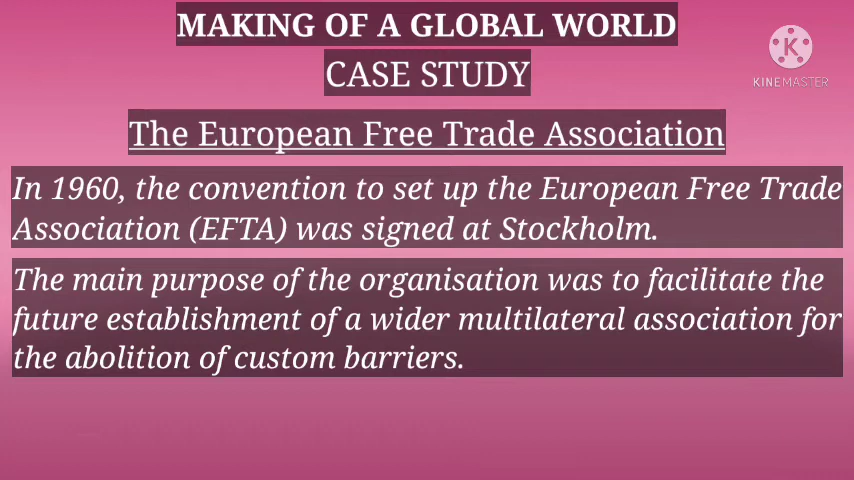 MAKING OF A GLOBAL WORLD
CASE STUDY
K
KINEMASTER
The European Free Trade Association
In 1960, the convention to set up the European Free Trade
Association (EFTA) was signed at Stockholm.
The main purpose of the organisation was to facilitate the
future establishment of a wider multilateral association for
the abolition of custom barriers.